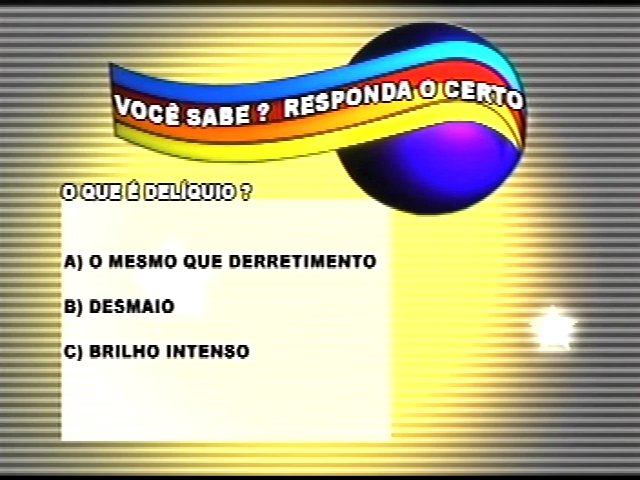 VOCÊ SABE ? RESPONDA O CERTO
O QUE É DELÍQUIO ?
A) O MESMO QUE DERRETIMENTO
B) DESMAIO
C) BRILHO INTENSO